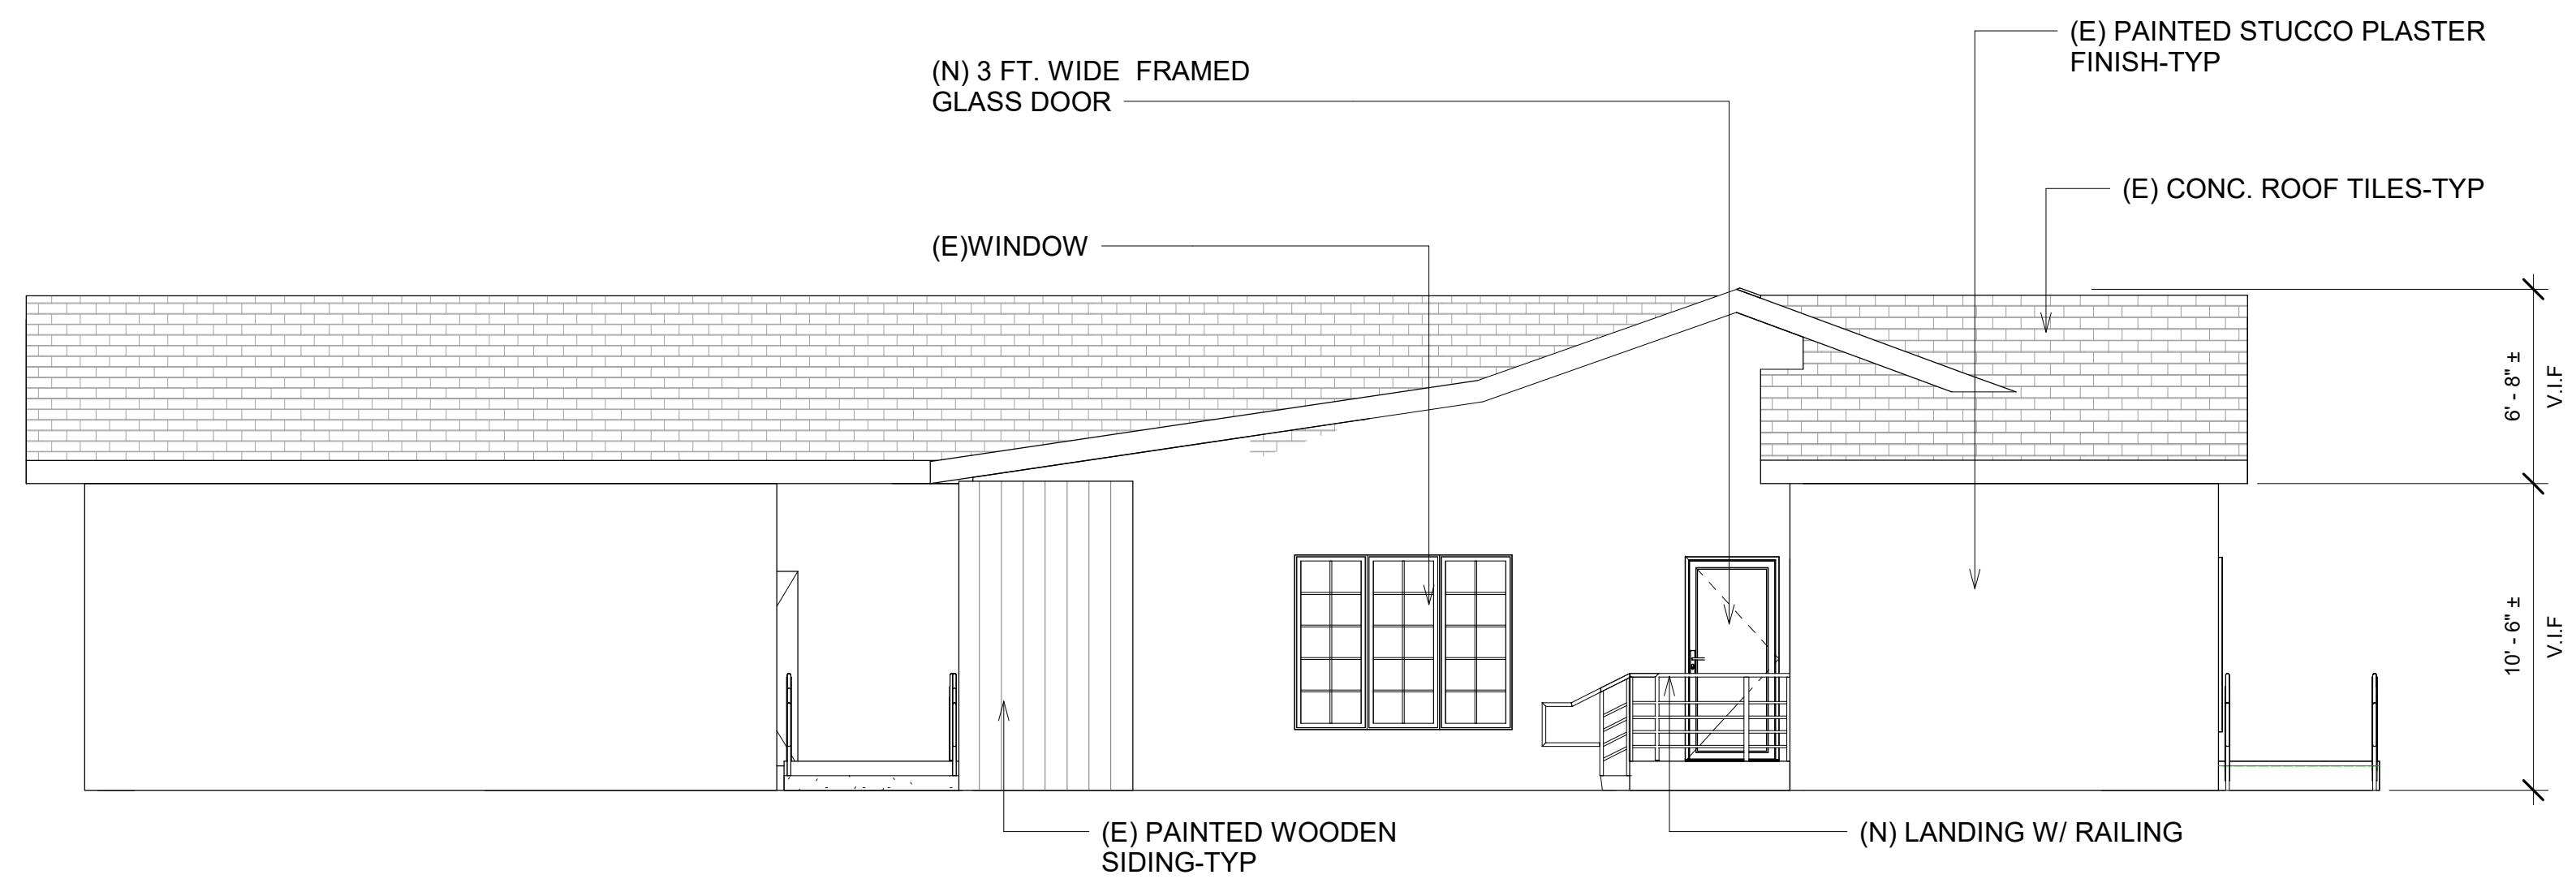 (E) PAINTED STUCCO PLASTER
FINISH-TYP
(N) 3 FT. WIDE FRAMED
GLASS DOOR
(E) CONC. ROOF TILES-TYP
(E)WINDOW
6' - 8" ±
V.I.F
10' - 6" ±
V.I.F
(E) PAINTED WOODEN
SIDING-TYP
(N) LANDING W/ RAILING